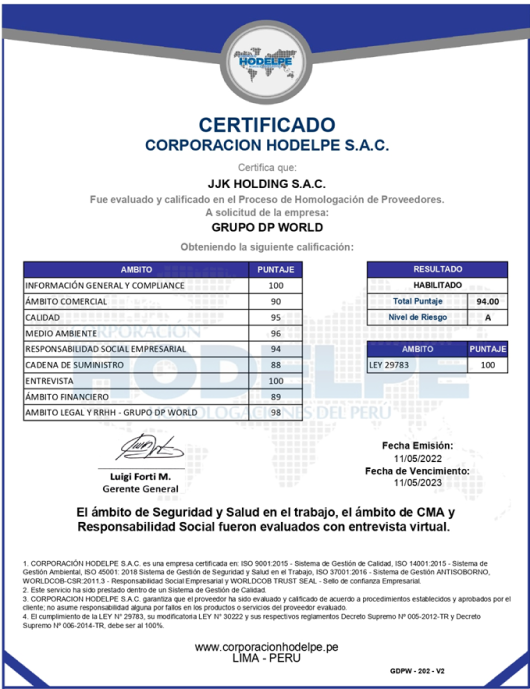 HODELPE
CERTIFICADO
CORPORACION HODELPE S.A.C.
Certifica que:
JJK HOLDING S.A.C.
Fue evaluado y calificado en el Proceso de Homologación de Proveedores.
A solicitud de la empresa:
GRUPO DP WORLD
Obteniendo la siguiente calificación:
AMBITO PUNTAJE
INFORMACIÓN GENERAL Y COMPLIANCE 100
ÁMBITO COMERCIAL 90
CALIDAD 95
MEDIO AMBIENTE 96
RESPONSABILIDAD SOCIAL EMPRESARIAL 94
CADENA DE SUMINISTRO 88
ENTREVISTA 100
ÁMBITO FINANCIERO 89
AMBITO LEGAL Y RRHH - GRUPO DP WORLD 98
RESULTADO
HABILITADO
Total Puntaje 94.00
Nivel de Riesgo A
AMBITO PUNTAJE
LEY 29783 100
CORPORACIÓN
HODELPE
HOMOLOGACIONES DEL PERU
Luigi Forti M.
Gerente General
Fecha Emisión:
11/05/2022
Fecha de Vencimiento:
11/05/2023
El ámbito de Seguridad y Salud en el trabajo, el ámbito de CMA y
Responsabilidad Social fueron evaluados con entrevista virtual.
1. CORPORACIÓN HODELPE S.A.C. es una empresa certificada en: ISO 9001:2015 - Sistema de Gestión de Calidad, ISO 14001:2015 - Sistema de
Gestión Ambiental, ISO 45001: 2018 Sistema de Gestión de Seguridad y Salud en el Trabajo, ISO 37001:2016 - Sistema de Gestión ANTISOBORNO,
WORLDCOB-CSR:2011.3 - Responsabilidad Social Empresarial y WORLDCOB TRUST SEAL - Sello de confianza Empresarial.
2. Este servicio ha sido prestado dentro de un Sistema de Gestión de Calidad.
3. CORPORACION HODELPE S.A.C. garantiza que el proveedor ha sido evaluado y calificado de acuerdo a procedimientos establecidos y aprobados por el
cliente; no asume responsabilidad alguna por fallos en los productos o servicios del proveedor evaluado.
4. El cumplimiento de la LEY N° 29783, su modificatoria LEY N° 30222 y sus respectivos reglamentos Decreto Supremo Nº 005-2012-TR y Decreto
Supremo Nº 006-2014-TR, debe ser al 100%.
www.corporacionhodelpe.pe
LIMA - PERU
GDPW - 202 - V2